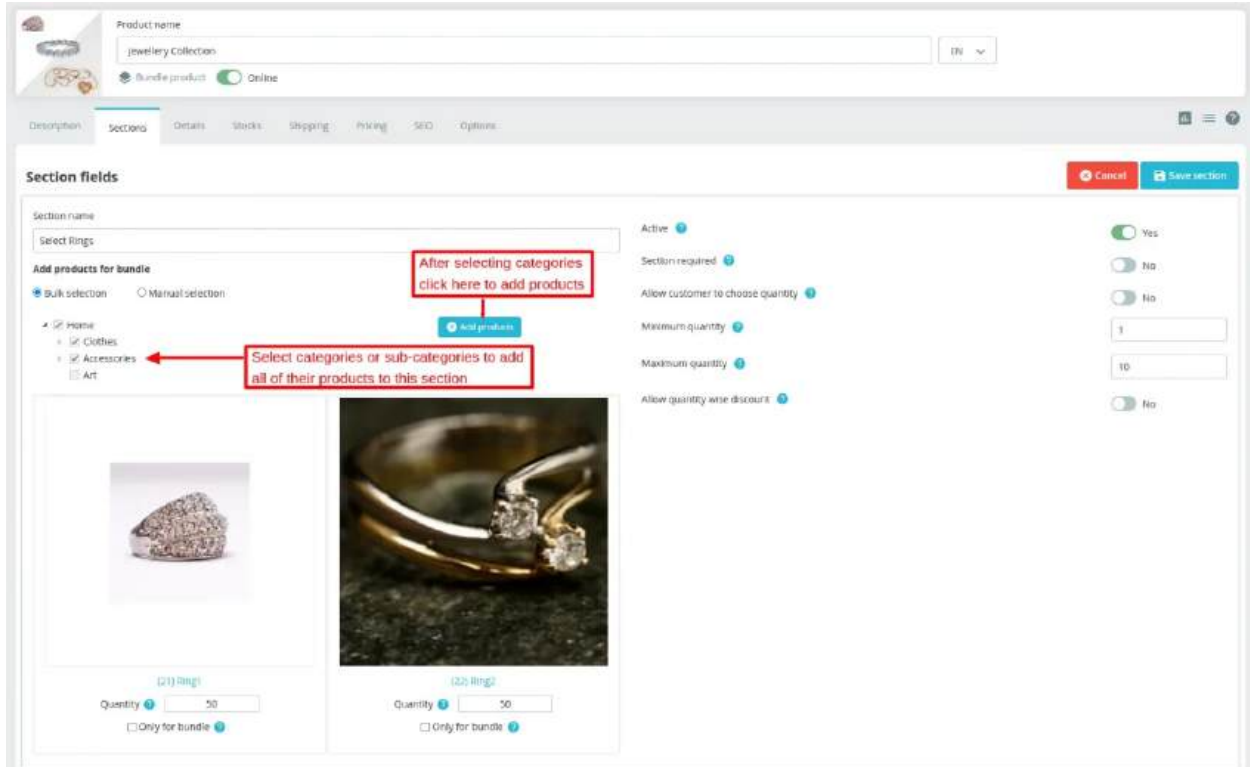 Product name
Jewellery Collection
EN
Bundle product
Online
Description
Sections
Details
Stocks
Shipping
Pricing
SEO
Options
Section fields
Cancel
Save section
Section name
Select Rings
Add products for bundle
Bulk selection
Manual selection
After selecting categories
click here to add products
Home
Add products
Clothes
Accessories
Art
Select categories or sub-categories to add
all of their products to this section
Active
Yes
Section required
No
Allow customer to choose quantity
No
Minimum quantity
1
Maximum quantity
10
Allow quantity wise discount
No
(21) Ring1
Quantity
50
Only for bundle
(22) Ring2
Quantity
50
Only for bundle